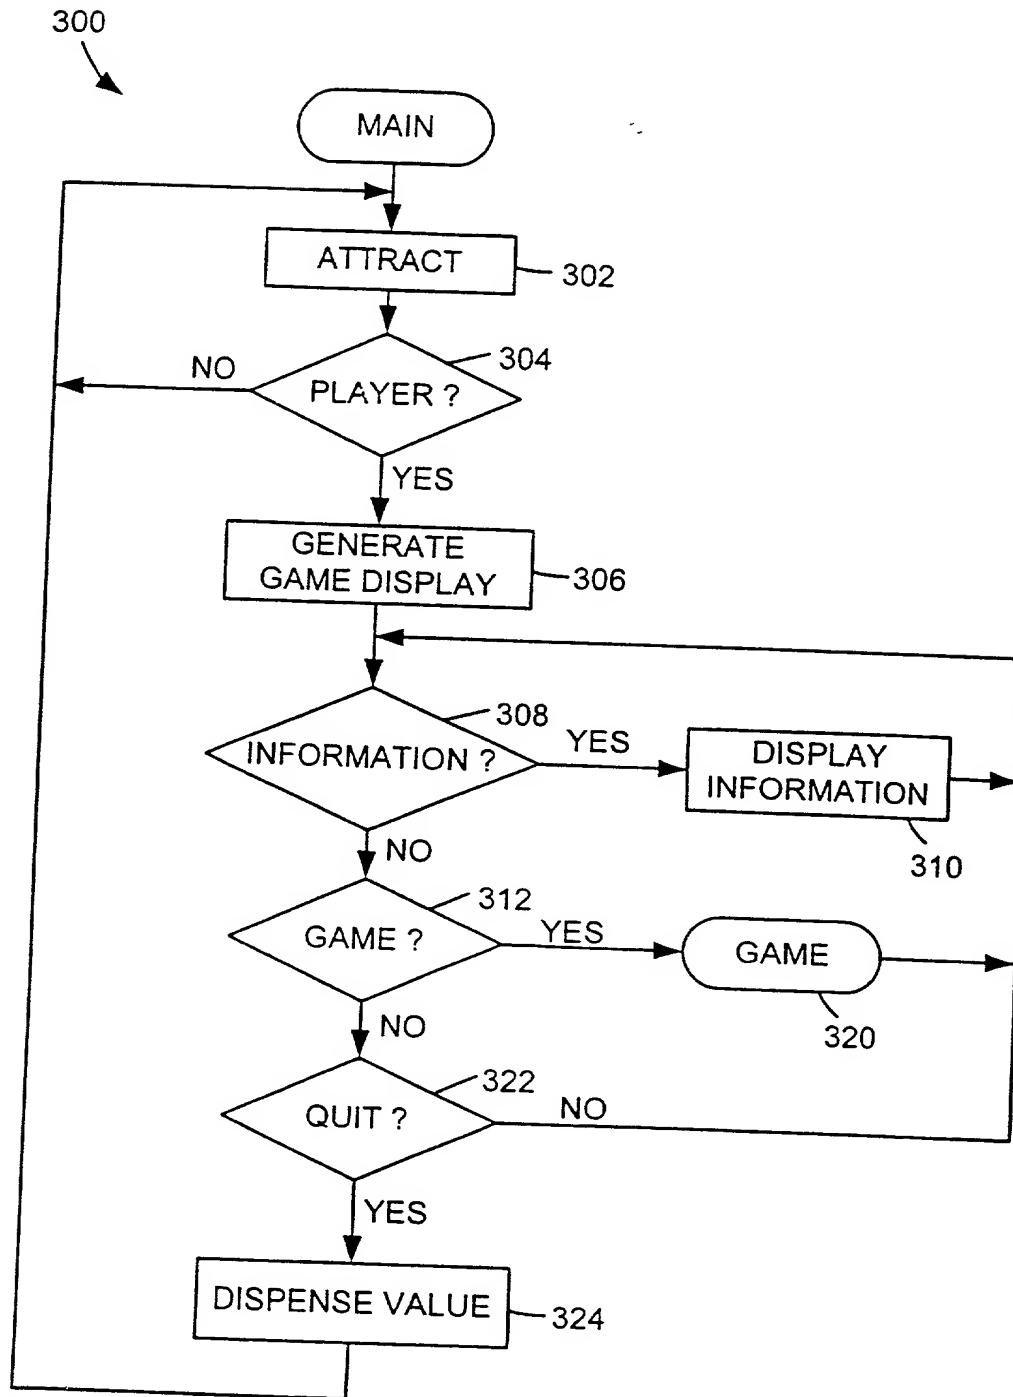 300
MAIN
ATTRACT
302
304
NO
PLAYER ?
YES
GENERATE
GAME DISPLAY
306
308
INFORMATION ?
YES
DISPLAY
INFORMATION
310
NO
312
GAME ?
YES
GAME
320
NO
322
QUIT ?
NO
YES
DISPENSE VALUE
324